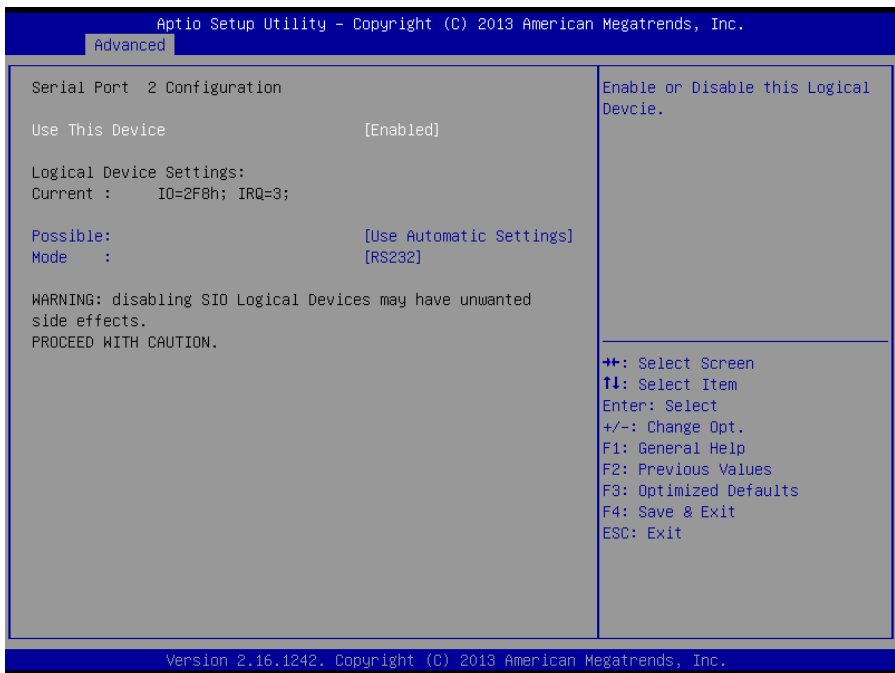 Aptio Setup Utility – Copyright (C) 2013 American Megatrends, Inc.
Advanced
Serial Port 2 Configuration
Use This Device [Enabled]
Logical Device Settings:
Current : IO=2F8h; IRQ=3;
Possible: [Use Automatic Settings]
Mode : [RS232]
WARNING: disabling SIO Logical Devices may have unwanted
side effects.
PROCEED WITH CAUTION.
Enable or Disable this Logical
Devcie.
→←: Select Screen
↑↓: Select Item
Enter: Select
+/-: Change Opt.
F1: General Help
F2: Previous Values
F3: Optimized Defaults
F4: Save & Exit
ESC: Exit
Version 2.16.1242. Copyright (C) 2013 American Megatrends, Inc.